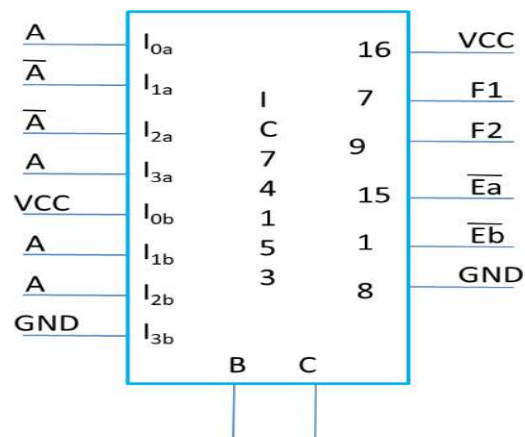 A I₀ₐ 16 VCC
A̅ I₁ₐ I 7 F1
A̅ I₂ₐ C 9 F2
A I₃ₐ 7 15 E̅a̅
VCC I₀b 4 1 E̅b̅
A I₁b 1 8 GND
A I₂b 5
GND I₃b 3
B C